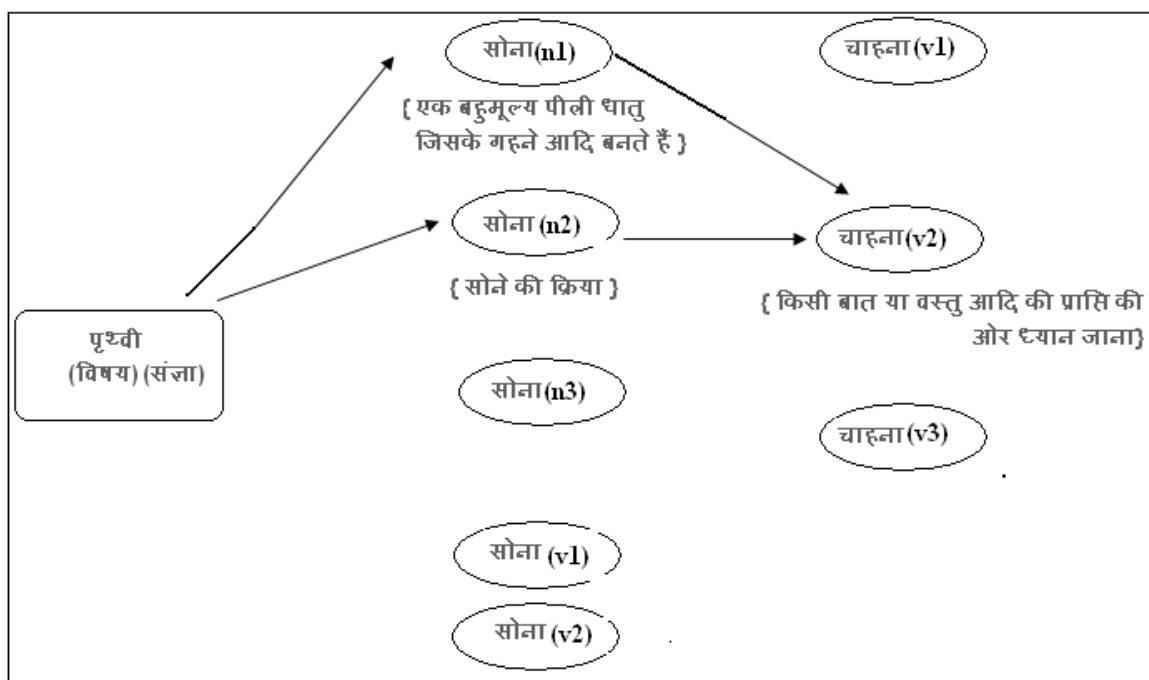 सोना(n1)
चाहना(v1)
{ एक बहुमूल्य पीली धातु
जिसके गहने आदि बनते हैं }
सोना(n2)
चाहना(v2)
{ सोने की क्रिया }
{ किसी बात या वस्तु आदि की प्राप्ति की
ओर ध्यान जाना}
पृथ्वी
(विषय) (संज्ञा)
सोना(n3)
चाहना(v3)
सोना (v1)
सोना (v2)